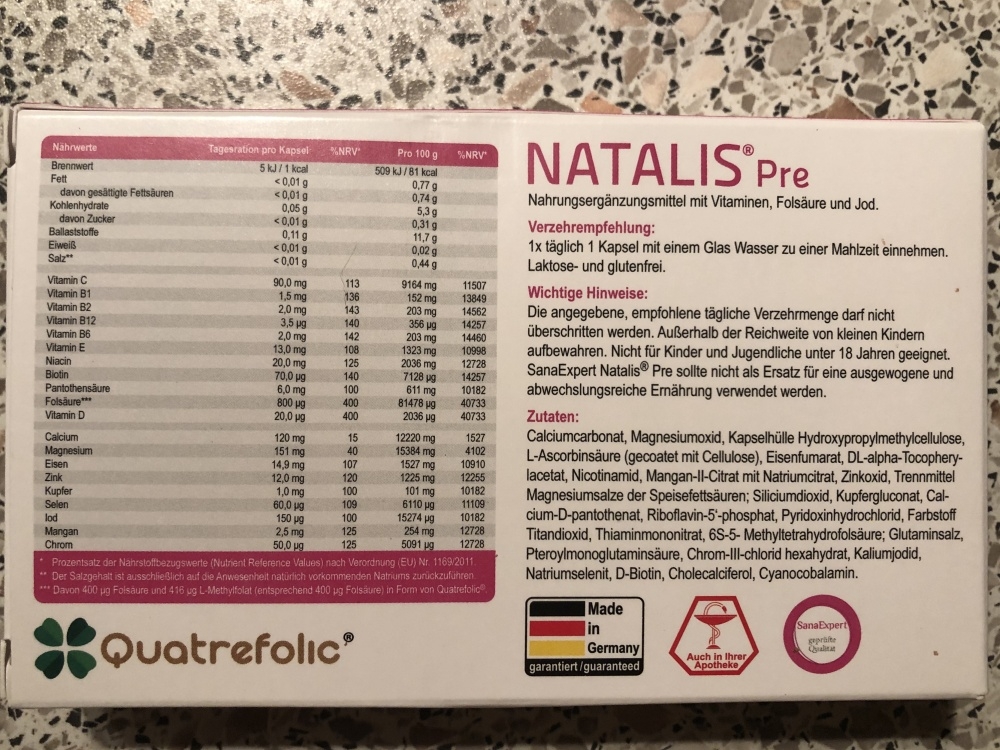 Nährwerte Tagesration pro Kapsel %NRV* Pro 100 g %NRV*
Brennwert 5 kJ / 1 kcal 509 kJ / 81 kcal
Fett < 0,01 g 0,77 g
davon gesättigte Fettsäuren < 0,01 g 0,74 g
Kohlenhydrate 0,05 g 5,3 g
davon Zucker < 0,01 g 0,31 g
Ballaststoffe 0,11 g 11,7 g
Eiweiß < 0,01 g 0,02 g
Salz** < 0,01 g 0,44 g
Vitamin C 90,0 mg 113 9164 mg 11507
Vitamin B1 1,5 mg 136 152 mg 13849
Vitamin B2 2,0 mg 143 203 mg 14562
Vitamin B12 3,5 µg 140 356 µg 14257
Vitamin B6 2,0 mg 142 203 mg 14460
Vitamin E 13,0 mg 108 1323 mg 10998
Niacin 20,0 mg 125 2036 mg 12728
Biotin 70,0 µg 140 7128 µg 14257
Pantothensäure 6,0 mg 100 611 mg 10182
Folsäure*** 800 µg 400 81478 µg 40733
Vitamin D 20,0 µg 400 2036 µg 40733
Calcium 120 mg 15 12220 mg 1527
Magnesium 151 mg 40 15384 mg 4102
Eisen 14,9 mg 107 1527 mg 10910
Zink 12,0 mg 120 1225 mg 12255
Kupfer 1,0 mg 100 101 mg 10182
Selen 60,0 µg 109 6110 µg 11109
Iod 150 µg 100 15274 µg 10182
Mangan 2,5 mg 125 254 mg 12728
Chrom 50,0 µg 125 5091 µg 12728
* Prozentsatz der Nährstoffbezugswerte (Nutrient Reference Values) nach Verordnung (EU) Nr. 1169/2011.
** Der Salzgehalt ist ausschließlich auf die Anwesenheit natürlich vorkommenden Natriums zurückzuführen
*** Davon 400 µg Folsäure und 416 µg L-Methylfolat (entsprechend 400 µg Folsäure) in Form von Quatrefolic®.
Quatrefolic®
NATALIS® Pre
Nahrungsergänzungsmittel mit Vitaminen, Folsäure und Jod.
Verzehrempfehlung:
1x täglich 1 Kapsel mit einem Glas Wasser zu einer Mahlzeit einnehmen.
Laktose- und glutenfrei.
Wichtige Hinweise:
Die angegebene, empfohlene tägliche Verzehrmenge darf nicht
überschritten werden. Außerhalb der Reichweite von kleinen Kindern
aufbewahren. Nicht für Kinder und Jugendliche unter 18 Jahren geeignet.
SanaExpert Natalis® Pre sollte nicht als Ersatz für eine ausgewogene und
abwechslungsreiche Ernährung verwendet werden.
Zutaten:
Calciumcarbonat, Magnesiumoxid, Kapselhülle Hydroxypropylmethylcellulose,
L-Ascorbinsäure (gecoatet mit Cellulose), Eisenfumarat, DL-alpha-Tocophery-
lacetat, Nicotinamid, Mangan-II-Citrat mit Natriumcitrat, Zinkoxid, Trennmittel
Magnesiumsalze der Speisefettsäuren; Siliciumdioxid, Kupfergluconat, Cal-
cium-D-pantothenat, Riboflavin-5'-phosphat, Pyridoxinhydrochlorid, Farbstoff
Titandioxid, Thiaminmononitrat, 6S-5- Methyltetrahydrofolsäure; Glutaminsalz,
Pteroylmonoglutaminsäure, Chrom-III-chlorid hexahydrat, Kaliumjodid,
Natriumselenit, D-Biotin, Cholecalciferol, Cyanocobalamin.
Made
in
Germany
garantiert/guaranteed
Auch in Ihrer
Apotheke
SanaExpert
geprüfte
Qualität